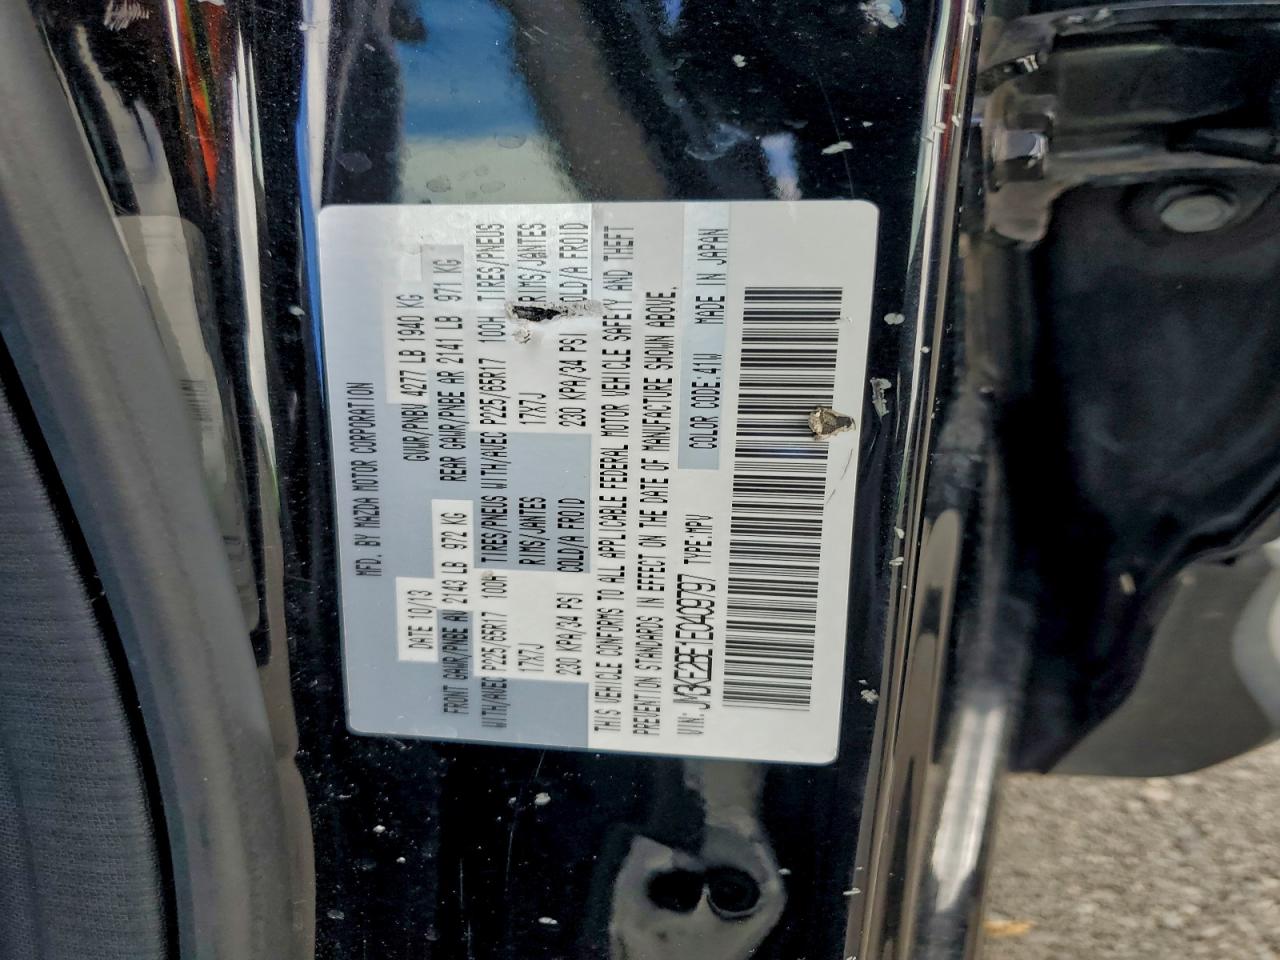 MFD. BY MAZDA MOTOR CORPORATION
DATE 10/13 GVWR/PNBV 4277 LB 1940 KG
FRONT GAWR/PNBE AV 2143 LB 972 KG REAR GAWR/PNBE AR 2141 LB 971 KG
WITH/AVEC P225/65R17 100H TIRES/PNEUS WITH/AVEC P225/65R17 100H TIRES/PNEUS
17X7J RIMS/JANTES 17X7J RIMS/JANTES
230 KPA/34 PSI COLD/A FROID 230 KPA/34 PSI COLD/A FROID
THIS VEHICLE CONFORMS TO ALL APPLICABLE FEDERAL MOTOR VEHICLE SAFETY AND THEFT
PREVENTION STANDARDS IN EFFECT ON THE DATE OF MANUFACTURE SHOWN ABOVE.
VIN: JM3KE2BE1E0409797 TYPE:MPV COLOR CODE:41W MADE IN JAPAN